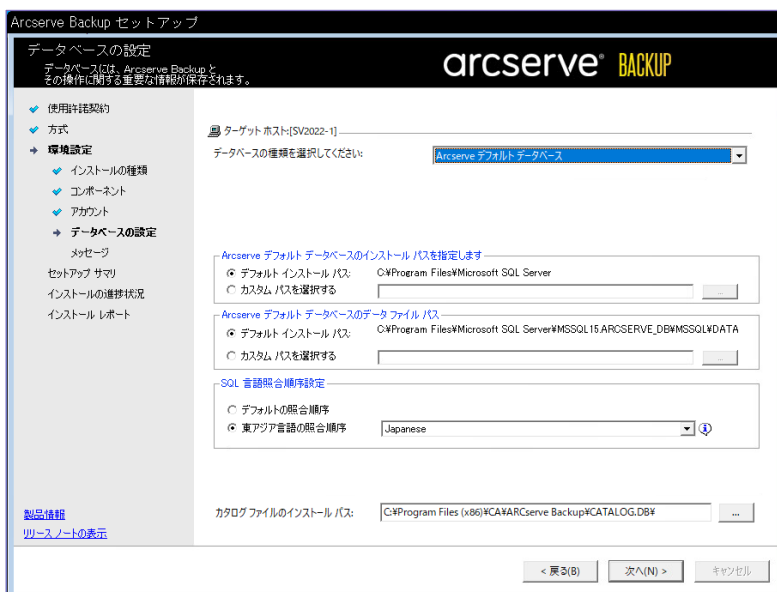 Arcserve Backup セットアップ
データベースの設定
データベースには、Arcserve Backup と
その操作に関する重要な情報が保存されます。
arcserve® BACKUP
使用許諾契約
方式
環境設定
インストールの種類
コンポーネント
アカウント
データベースの設定
メッセージ
セットアップ サマリ
インストールの進捗状況
インストール レポート
製品情報
リリース ノートの表示
ターゲット ホスト:[SV2022-1]
データベースの種類を選択してください:
Arcserve デフォルト データベース
Arcserve デフォルト データベースのインストール パスを指定します
デフォルト インストール パス: C:¥Program Files¥Microsoft SQL Server
カスタム パスを選択する ...
Arcserve デフォルト データベースのデータ ファイル パス
デフォルト インストール パス: C:¥Program Files¥Microsoft SQL Server¥MSSQL15.ARCSERVE_DB¥MSSQL¥DATA
カスタム パスを選択する ...
SQL 言語照合順序設定
デフォルトの照合順序
東アジア言語の照合順序 Japanese
カタログ ファイルのインストール パス: C:¥Program Files (x86)¥CA¥ARCserve Backup¥CATALOG.DB¥ ...
< 戻る(B) 次へ(N) > キャンセル